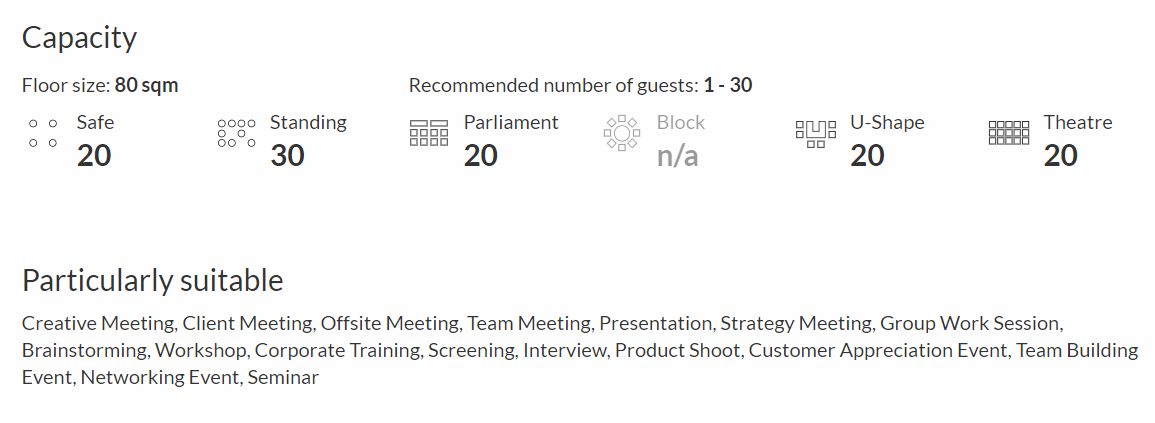 Capacity
Floor size: 80 sqm Recommended number of guests: 1 - 30
Safe Standing Parliament Block U-Shape Theatre
20 30 20 n/a 20 20
Particularly suitable
Creative Meeting, Client Meeting, Offsite Meeting, Team Meeting, Presentation, Strategy Meeting, Group Work Session,
Brainstorming, Workshop, Corporate Training, Screening, Interview, Product Shoot, Customer Appreciation Event, Team Building
Event, Networking Event, Seminar